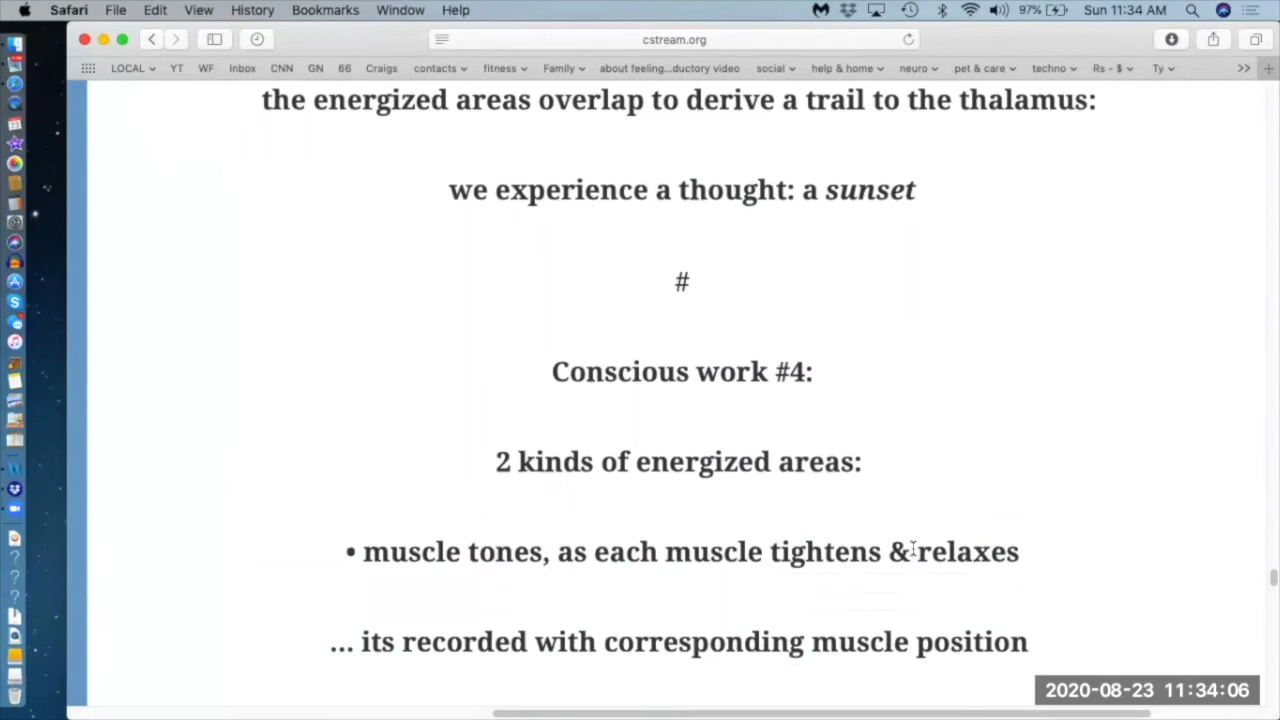 Safari File Edit View History Bookmarks Window Help 97% Sun 11:34 AM
cstream.org
LOCAL YT WF Inbox CNN GN 66 Craigs contacts fitness Family about feeling...ductory video social help & home neuro pet & care techno Rs - $ Ty >> +
the energized areas overlap to derive a trail to the thalamus:
we experience a thought: a sunset
#
Conscious work #4:
2 kinds of energized areas:
• muscle tones, as each muscle tightens & relaxes
... its recorded with corresponding muscle position
2020-08-23 11:34:06